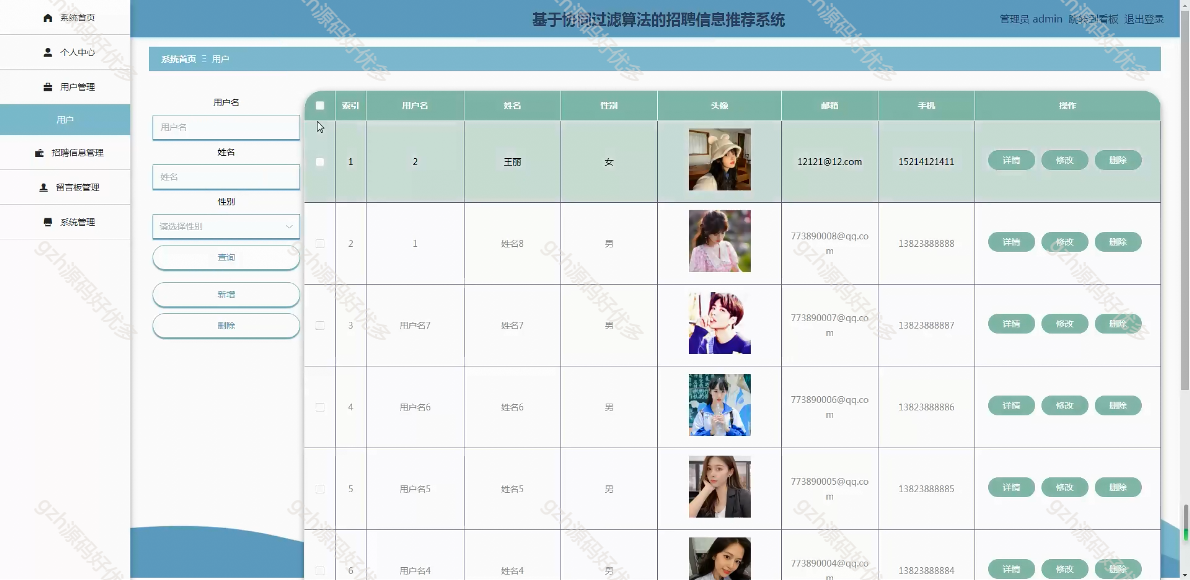 系统首页
个人中心
用户管理
用户
招聘信息管理
留言板管理
系统管理
基于协同过滤算法的招聘信息推荐系统
管理员 admin 退出登录
系统首页 Ξ 用户
用户名
用户名
姓名
姓名
性别
请选择性别
查询
新增
删除
索引 用户名 姓名 性别 头像 邮箱 手机 操作
1 2 王丽 女 12121@12.com 15214121411 详情 修改 删除
2 1 姓名8 男 773890008@qq.co
m 13823888888 详情 修改 删除
3 用户名7 姓名7 男 773890007@qq.co
m 13823888887 详情 修改 删除
4 用户名6 姓名6 男 773890006@qq.co
m 13823888886 详情 修改 删除
5 用户名5 姓名5 男 773890005@qq.co
m 13823888885 详情 修改 删除
6 用户名4 姓名4 男 773890004@qq.co
m 13823888884 详情 修改 删除
gzh源码好优多